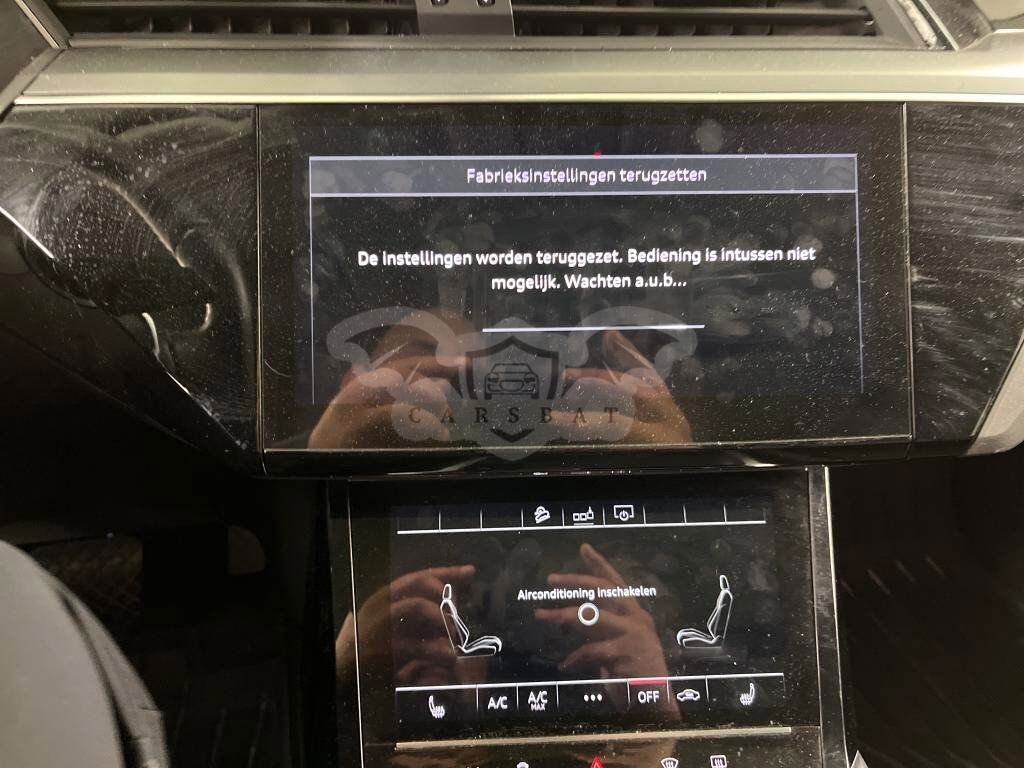 Fabrieksinstellingen terugzetten
De instellingen worden teruggezet. Bediening is intussen niet
mogelijk. Wachten a.u.b...
CARSBAT
Airconditioning inschakelen
A/C
A/C
MAX
OFF